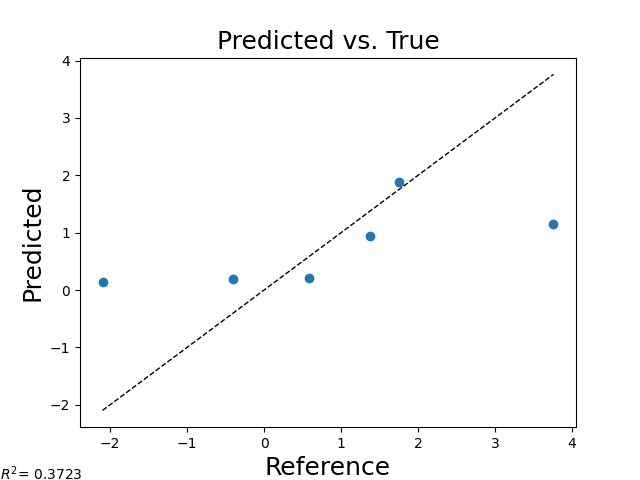 Predicted vs. True
4
3
2
1
0
−1
−2
Predicted
−2 −1 0 1 2 3 4
Reference
R²= 0.3723